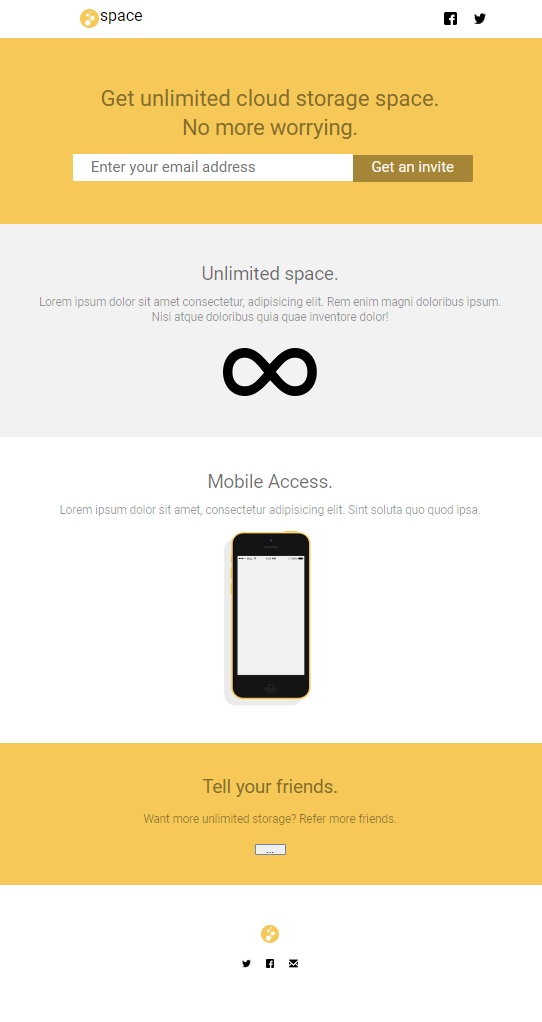 space
Get unlimited cloud storage space.
No more worrying.
Enter your email address
Get an invite
Unlimited space.
Lorem ipsum dolor sit amet consectetur, adipisicing elit. Rem enim magni doloribus ipsum.
Nisi atque doloribus quia quae inventore dolor!
Mobile Access.
Lorem ipsum dolor sit amet, consectetur adipisicing elit. Sint soluta quo quod ipsa.
Tell your friends.
Want more unlimited storage? Refer more friends.
...